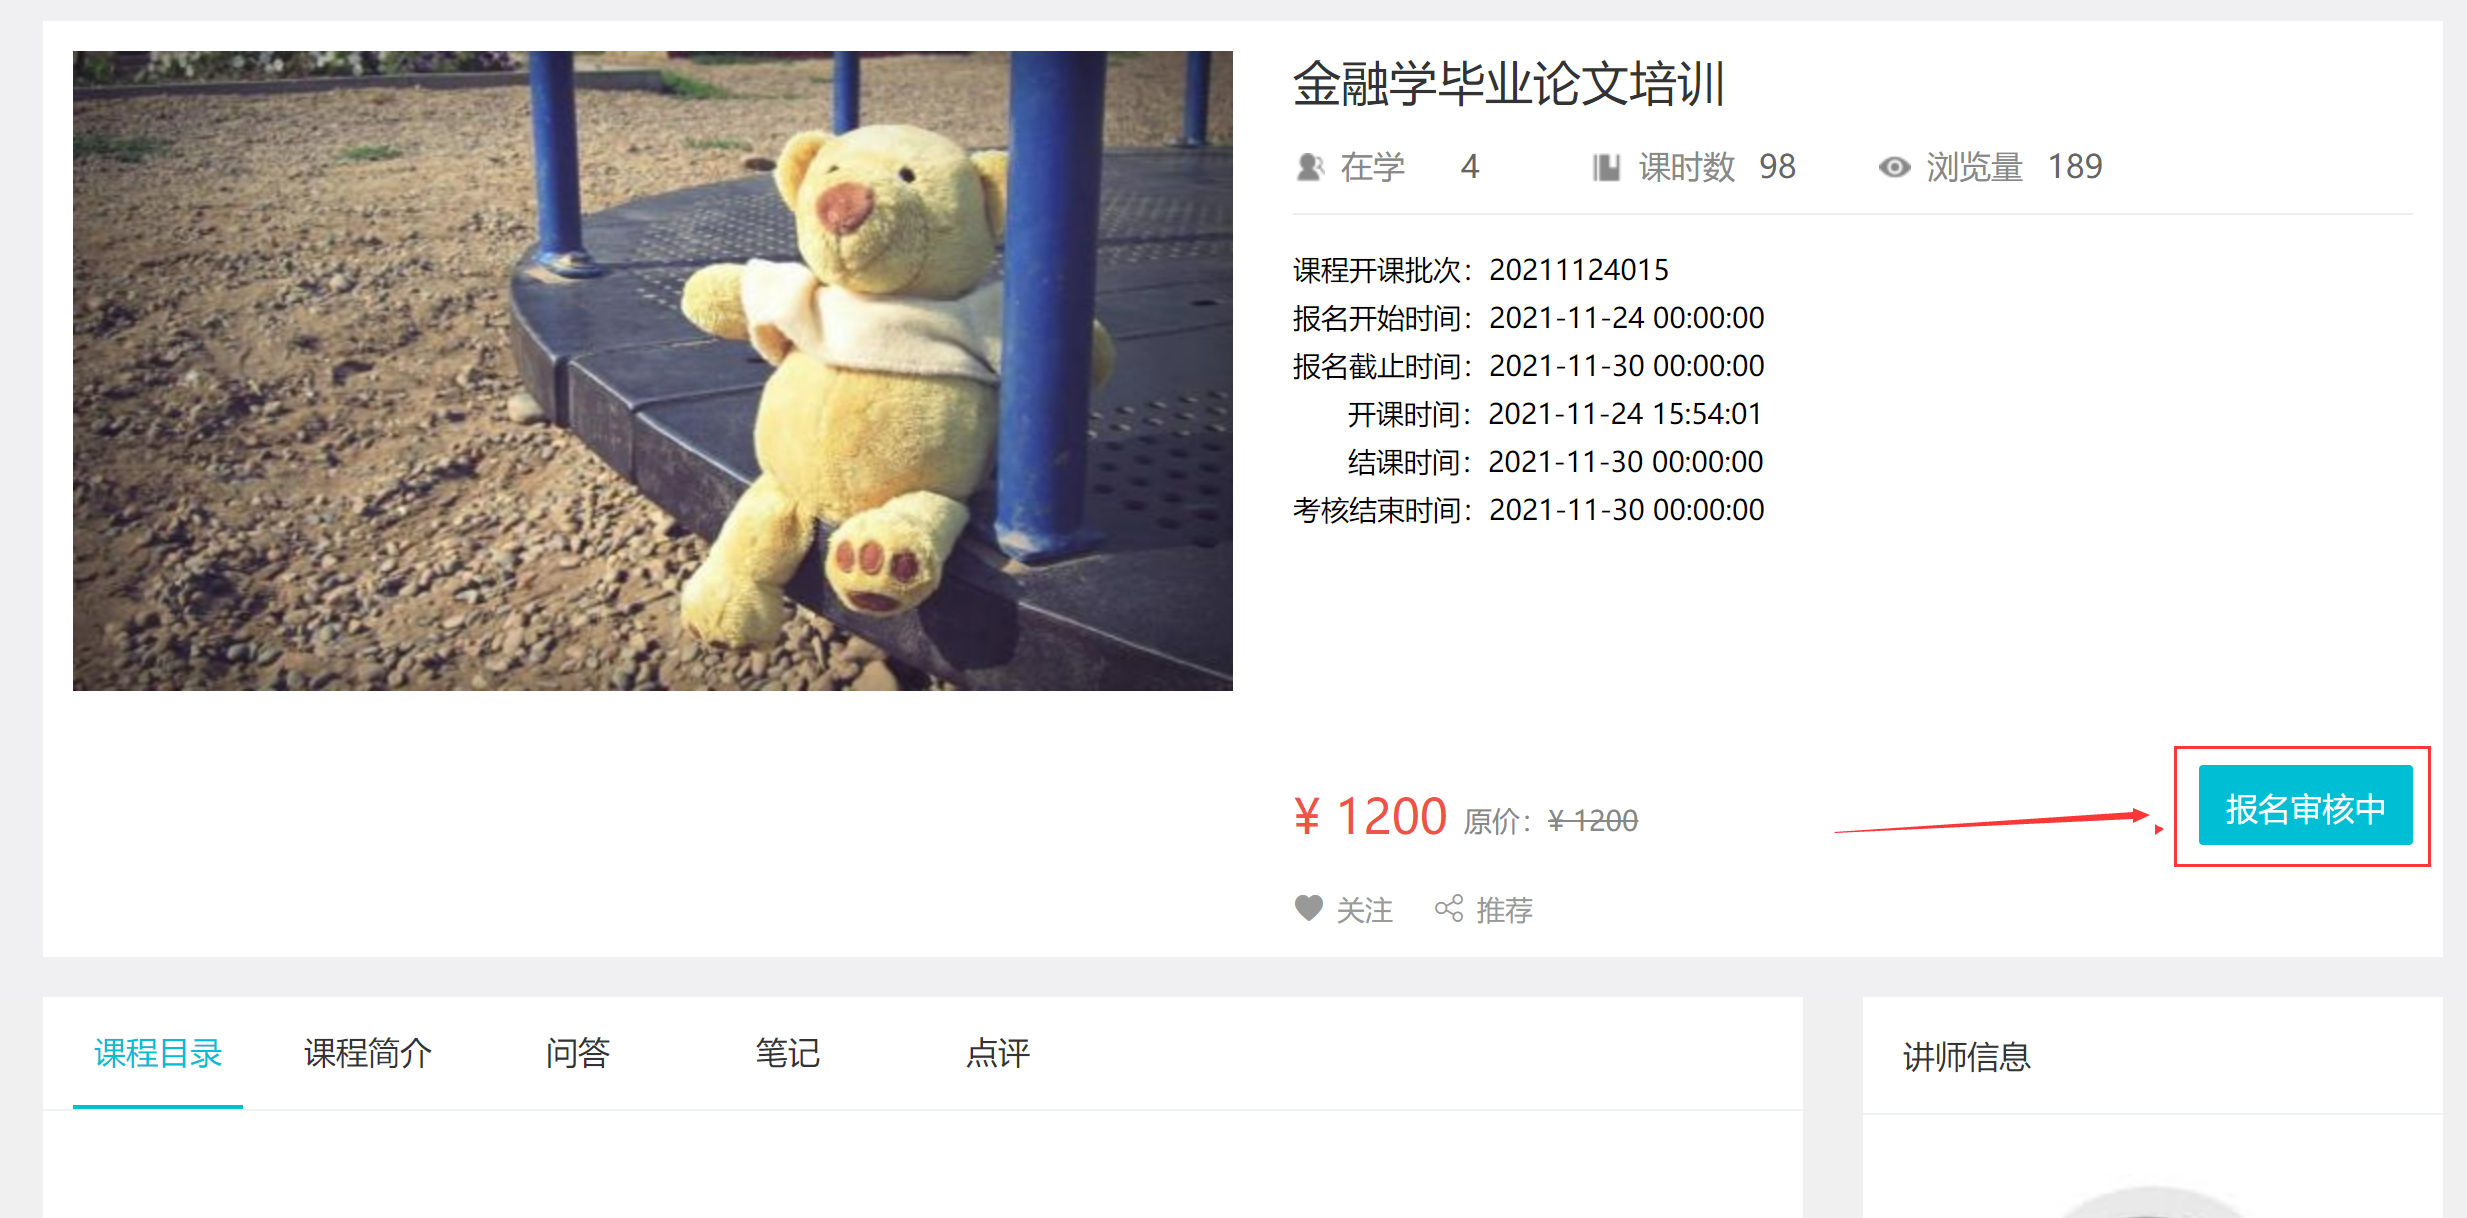 金融学毕业论文培训
在学 4 课时数 98 浏览量 189
课程开课批次：20211124015
报名开始时间：2021-11-24 00:00:00
报名截止时间：2021-11-30 00:00:00
开课时间：2021-11-24 15:54:01
结课时间：2021-11-30 00:00:00
考核结束时间：2021-11-30 00:00:00
¥ 1200 原价：¥ 1200
报名审核中
关注 推荐
课程目录 课程简介 问答 笔记 点评
讲师信息